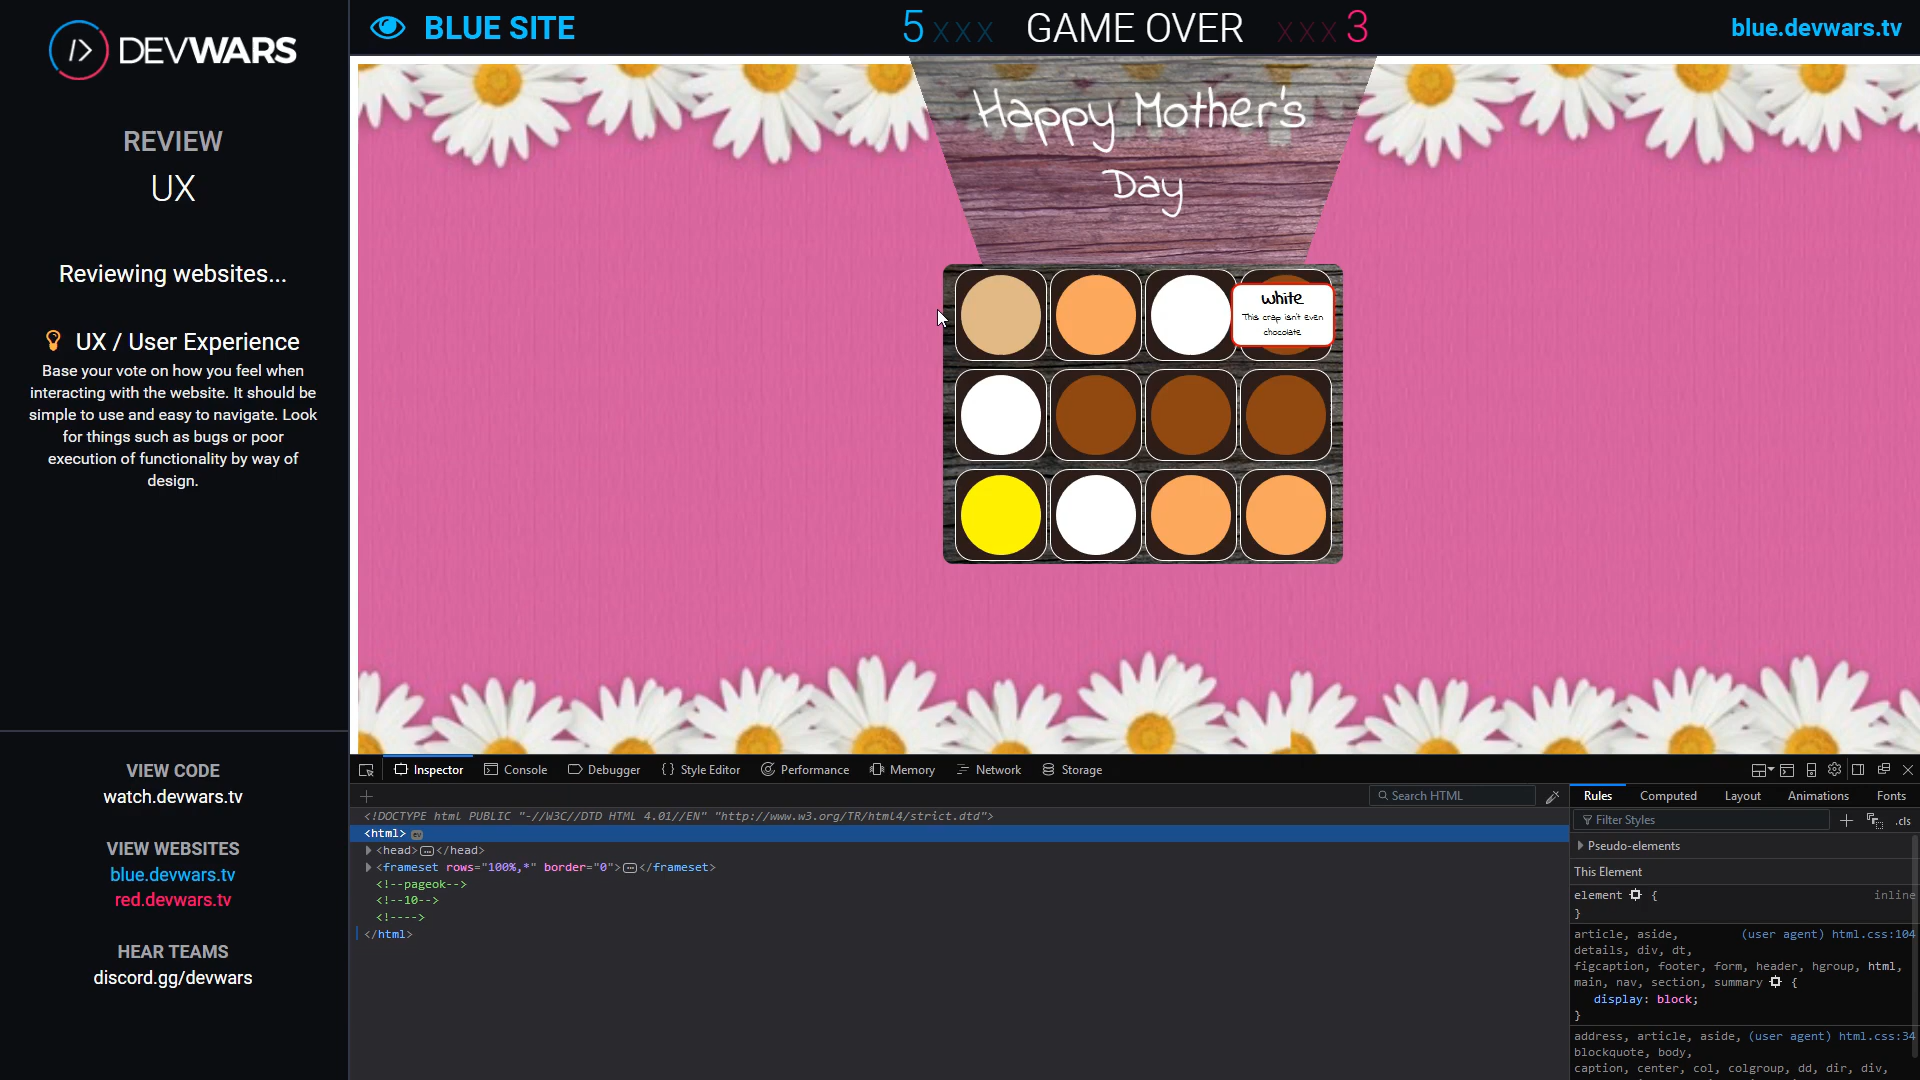 DEVWARS
REVIEW
UX
Reviewing websites...
UX / User Experience
Base your vote on how you feel when
interacting with the website. It should be
simple to use and easy to navigate. Look
for things such as bugs or poor
execution of functionality by way of
design.
VIEW CODE
watch.devwars.tv
VIEW WEBSITES
blue.devwars.tv
red.devwars.tv
HEAR TEAMS
discord.gg/devwars
BLUE SITE
5 xxx GAME OVER xxx 3
blue.devwars.tv
Happy Mother's
Day
white
This crap isn't even
chocolate
Inspector Console Debugger { } Style Editor Performance Memory Network Storage
Search HTML
<!DOCTYPE html PUBLIC "-//W3C//DTD HTML 4.01//EN" "http://www.w3.org/TR/html4/strict.dtd">
<html> ev
<head></head>
<frameset rows="100%,*" border="0"></frameset>
<!--pageok-->
<!--10-->
<!---->
</html>
Rules Computed Layout Animations Fonts
Filter Styles + .cls
Pseudo-elements
This Element
element { inline
}
article, aside, (user agent) html.css:104
details, div, dt,
figcaption, footer, form, header, hgroup, html,
main, nav, section, summary {
display: block;
}
address, article, aside, (user agent) html.css:34
blockquote, body,
caption, center, col, colgroup, dd, dir, div,